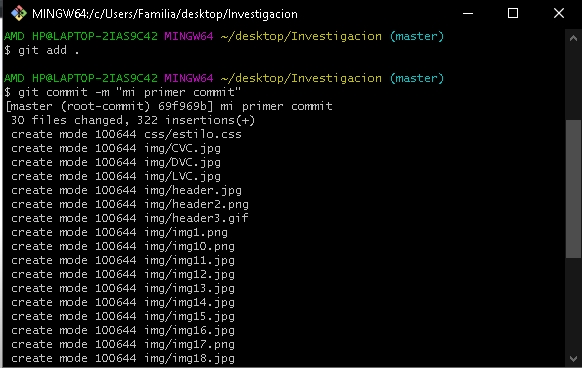 MINGW64:/c/Users/Familia/desktop/Investigacion
AMD HP@LAPTOP-2IAS9C42 MINGW64 ~/desktop/Investigacion (master)
$ git add .
AMD HP@LAPTOP-2IAS9C42 MINGW64 ~/desktop/Investigacion (master)
$ git commit -m "mi primer commit"
[master (root-commit) 69f969b] mi primer commit
 30 files changed, 322 insertions(+)
 create mode 100644 css/estilo.css
 create mode 100644 img/CVC.jpg
 create mode 100644 img/DVC.jpg
 create mode 100644 img/LVC.jpg
 create mode 100644 img/header.jpg
 create mode 100644 img/header2.png
 create mode 100644 img/header3.gif
 create mode 100644 img/img1.png
 create mode 100644 img/img10.png
 create mode 100644 img/img11.jpg
 create mode 100644 img/img12.jpg
 create mode 100644 img/img13.jpg
 create mode 100644 img/img14.jpg
 create mode 100644 img/img15.jpg
 create mode 100644 img/img16.jpg
 create mode 100644 img/img17.png
 create mode 100644 img/img18.jpg